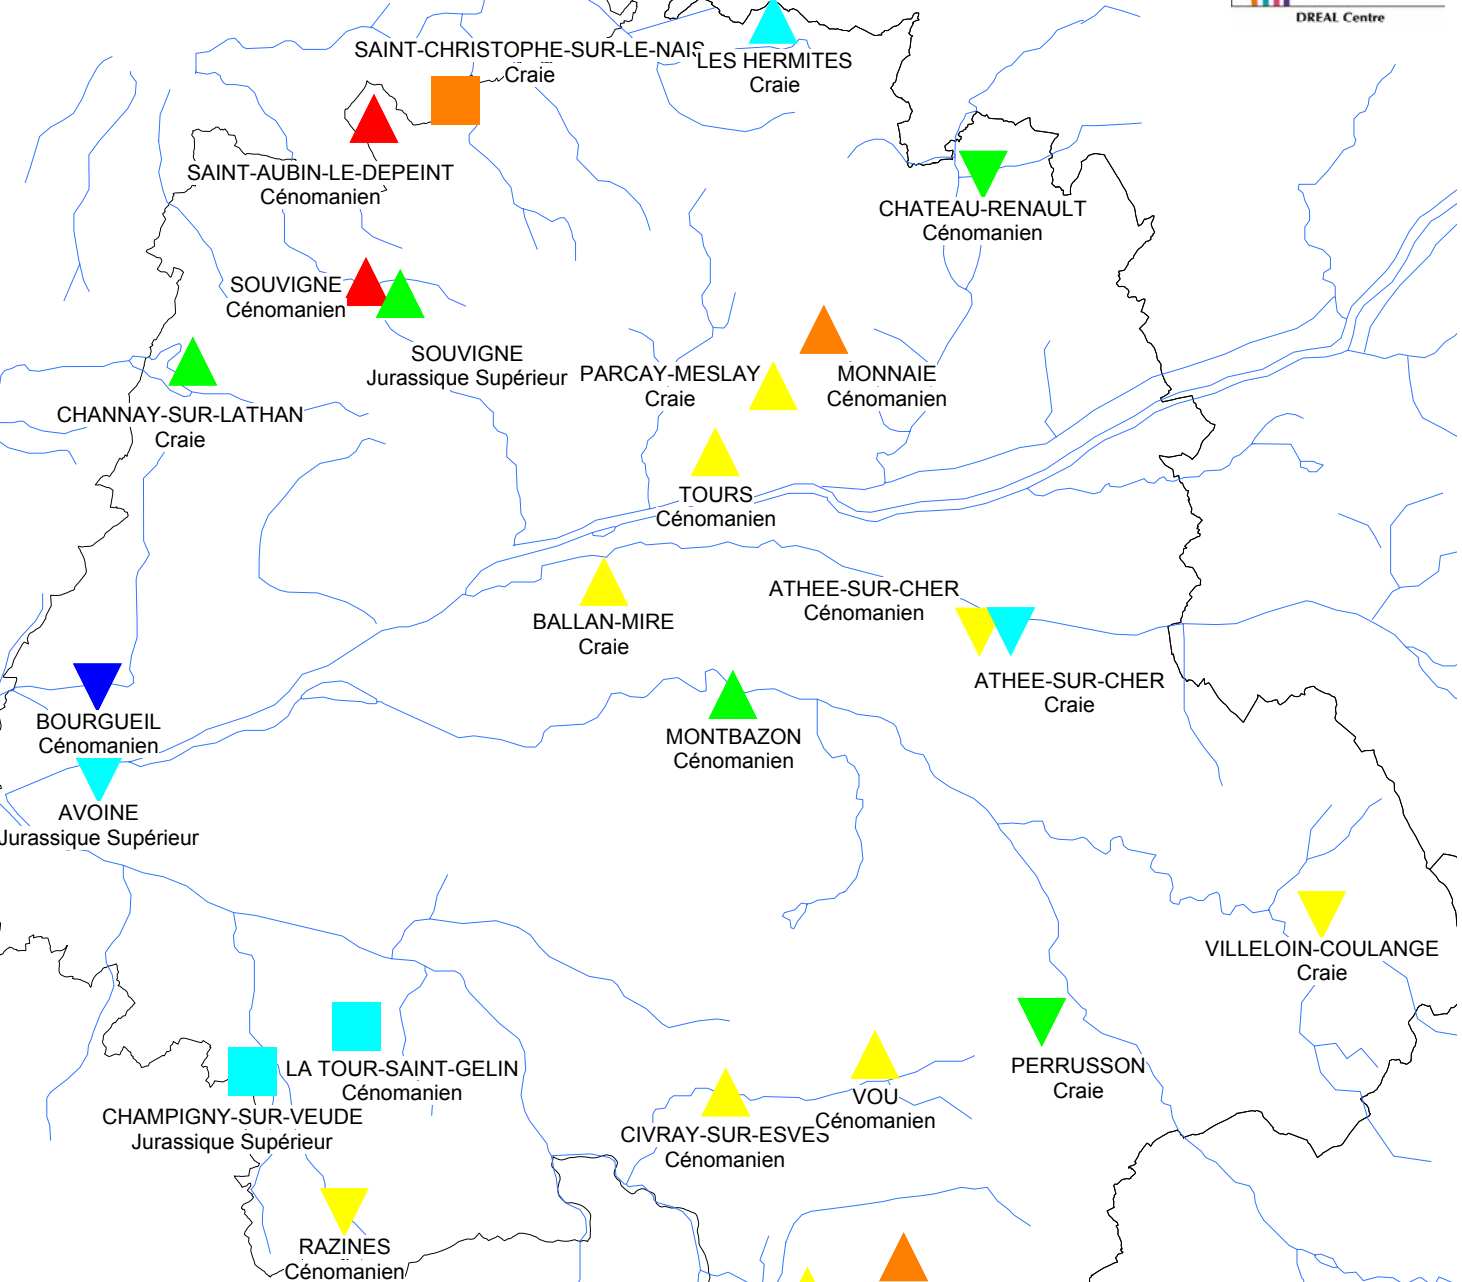 DREAL Centre
SAINT-CHRISTOPHE-SUR-LE-NAIS
Craie
LES HERMITES
Craie
SAINT-AUBIN-LE-DEPEINT
Cénomanien
CHATEAU-RENAULT
Cénomanien
SOUVIGNE
Cénomanien
SOUVIGNE
Jurassique Supérieur
PARCAY-MESLAY
Craie
MONNAIE
Cénomanien
CHANNAY-SUR-LATHAN
Craie
TOURS
Cénomanien
ATHEE-SUR-CHER
Cénomanien
BALLAN-MIRE
Craie
ATHEE-SUR-CHER
Craie
BOURGUEIL
Cénomanien
MONTBAZON
Cénomanien
AVOINE
Jurassique Supérieur
VILLELOIN-COULANGE
Craie
LA TOUR-SAINT-GELIN
Cénomanien
PERRUSSON
Craie
VOU
Cénomanien
CHAMPIGNY-SUR-VEUDE
Jurassique Supérieur
CIVRAY-SUR-ESVES
Cénomanien
RAZINES
Cénomanien